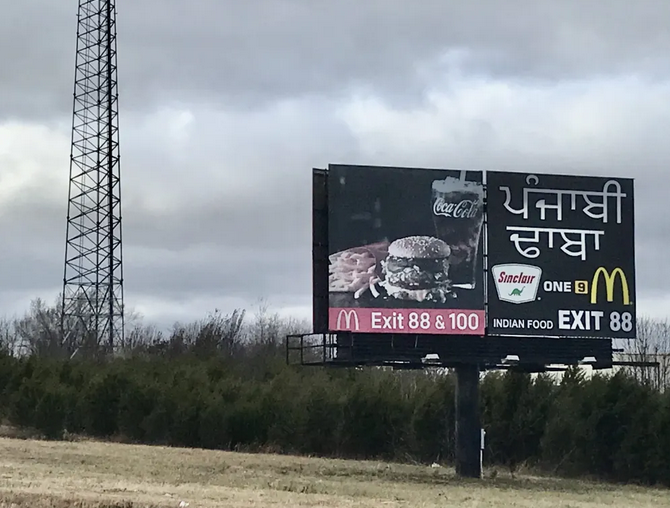 Coca-Cola
Exit 88 & 100
ਪੰਜਾਬੀ
ਢਾਬਾ
Sinclair
ONE 9
INDIAN FOOD EXIT 88